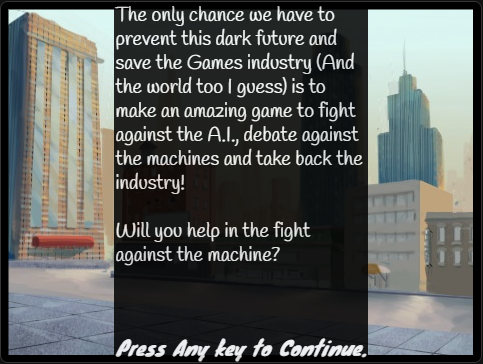 The only chance we have to
prevent this dark future and
save the Games industry (And
the world too I guess) is to
make an amazing game to fight
against the A.I., debate against
the machines and take back the
industry!
Will you help in the fight
against the machine?
Press Any key to Continue.